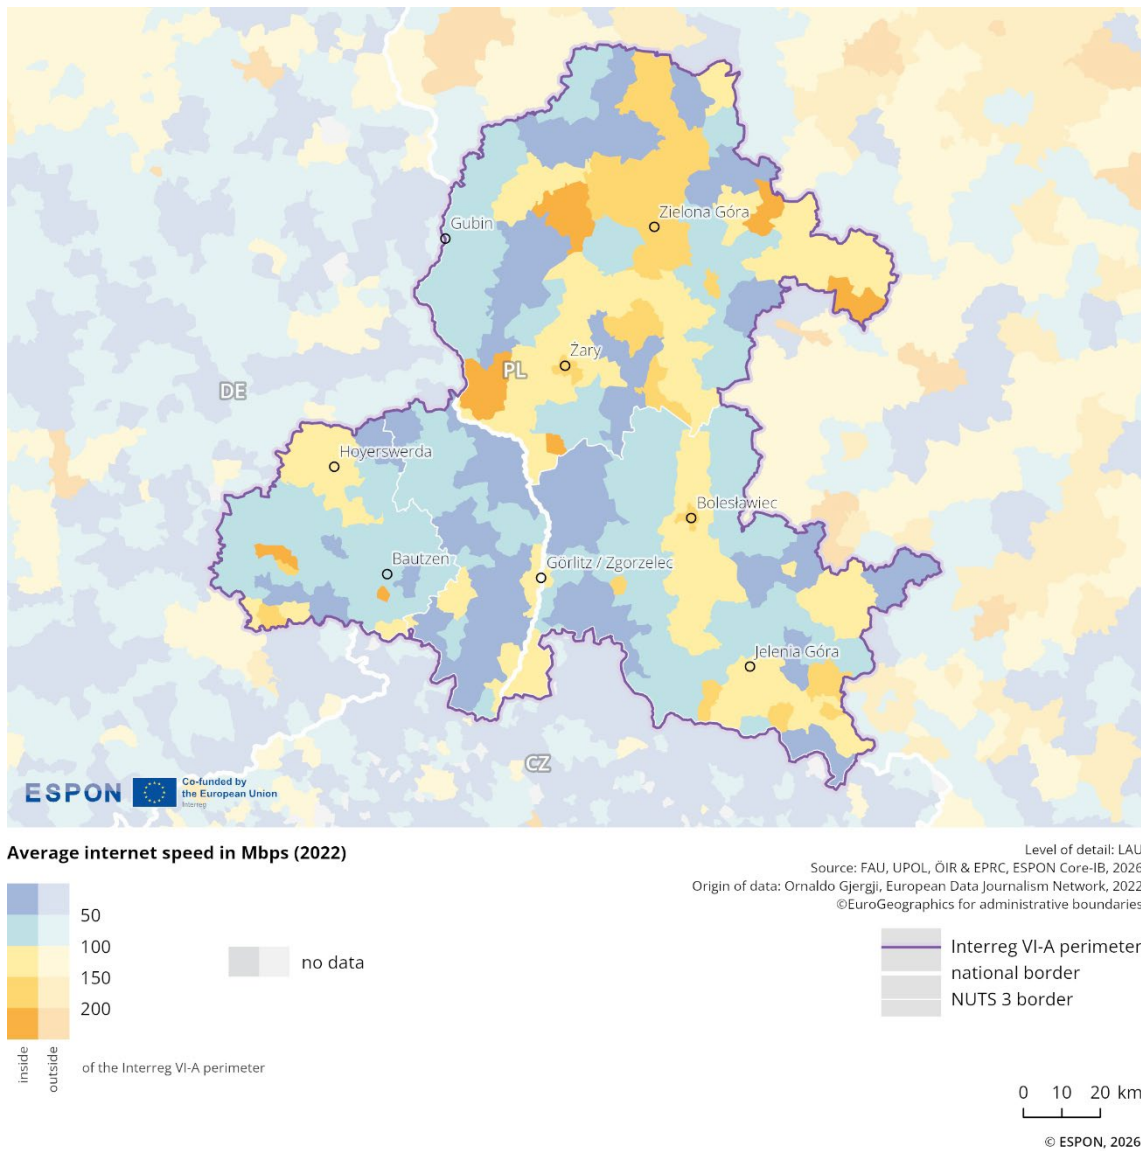 Gubin
Zielona Góra
Żary
PL
DE
Hoyerswerda
Bolesławiec
Bautzen
Görlitz / Zgorzelec
Jelenia Góra
CZ
ESPON
Co-funded by
the European Union
Interreg
Average internet speed in Mbps (2022)
50
100
150
200
inside
outside
of the Interreg VI-A perimeter
no data
Level of detail: LAU
Source: FAU, UPOL, ÖIR & EPRC, ESPON Core-IB, 2026
Origin of data: Ornaldo Gjergji, European Data Journalism Network, 2022
©EuroGeographics for administrative boundaries
Interreg VI-A perimeter
national border
NUTS 3 border
0 10 20 km
© ESPON, 2026